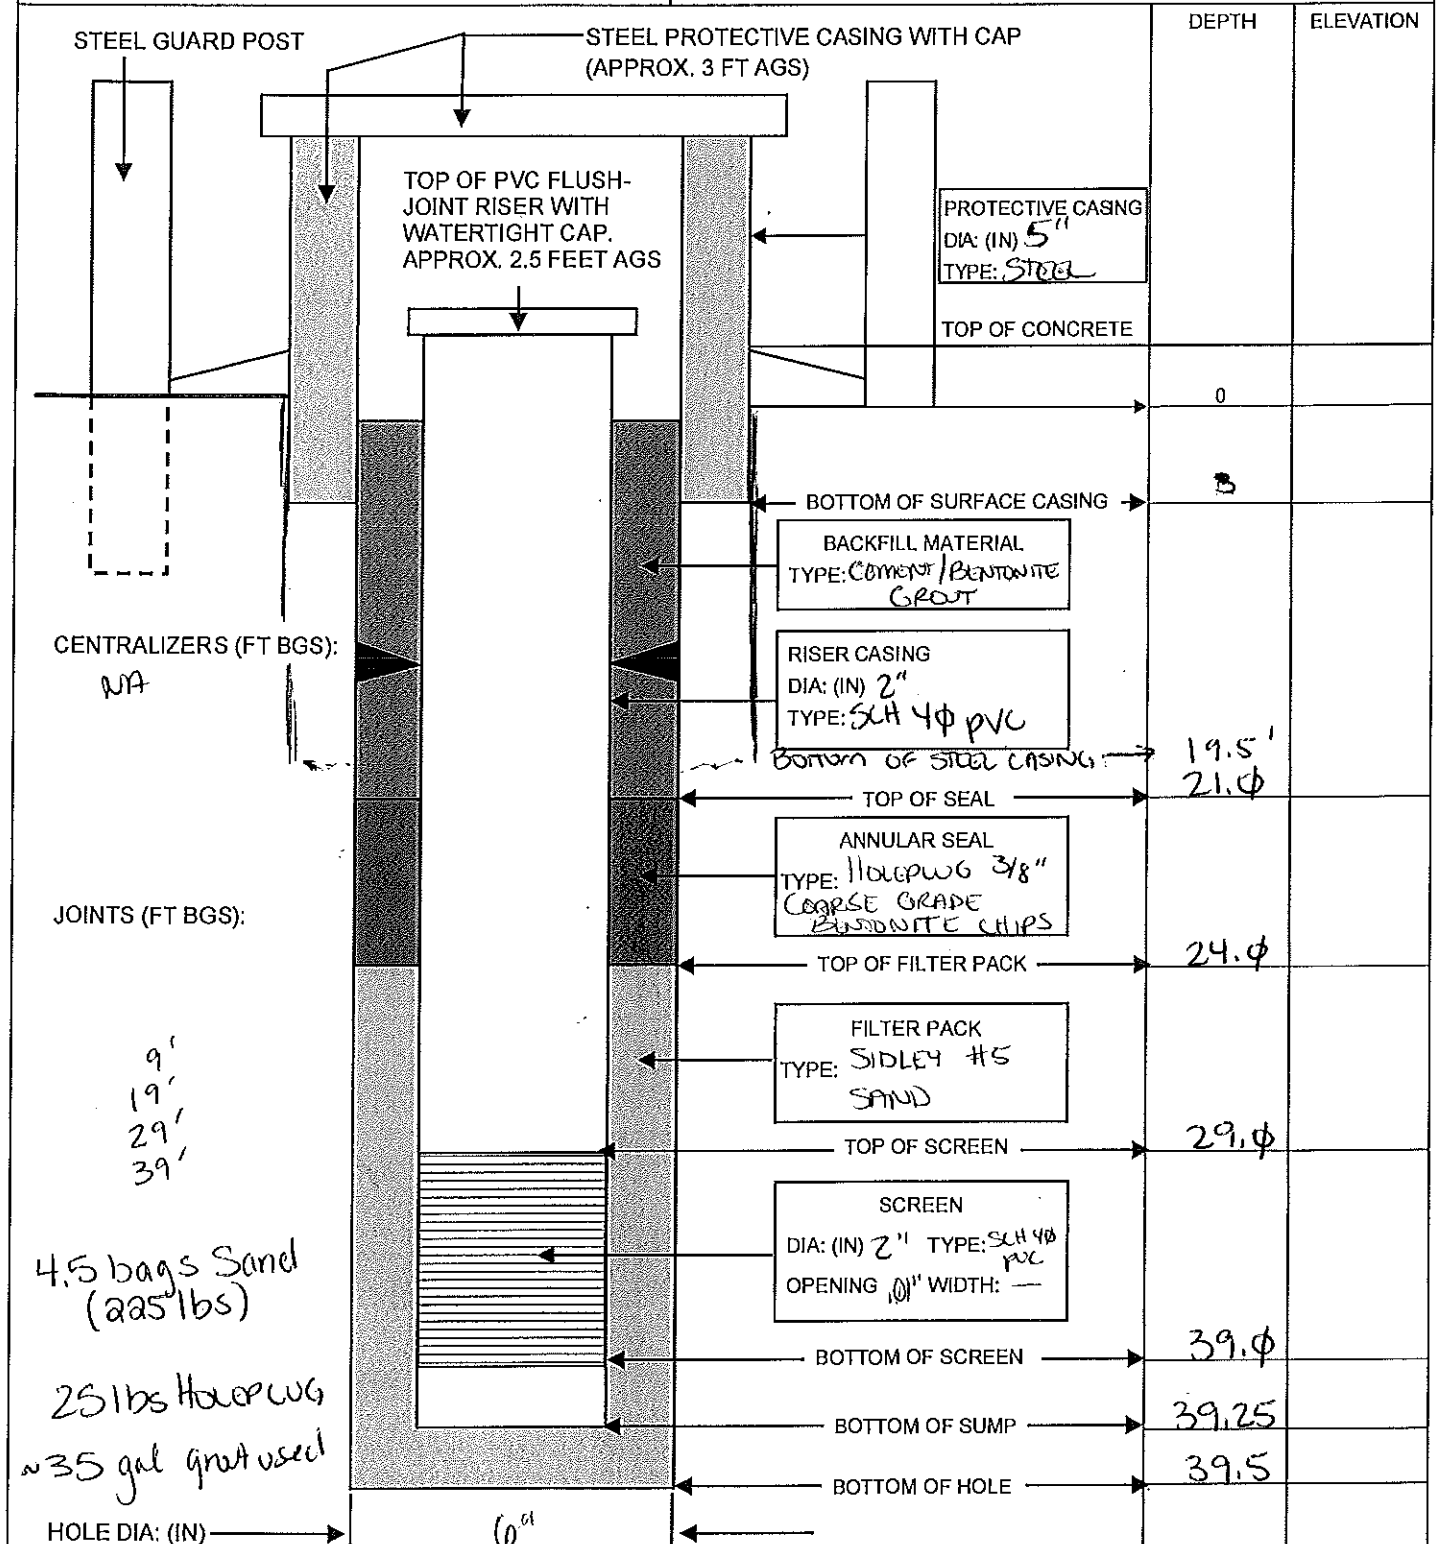 DEPTH
ELEVATION
STEEL GUARD POST
STEEL PROTECTIVE CASING WITH CAP
(APPROX. 3 FT AGS)
TOP OF PVC FLUSH-
JOINT RISER WITH
WATERTIGHT CAP.
APPROX. 2.5 FEET AGS
PROTECTIVE CASING
DIA: (IN) 5"
TYPE: STEEL
TOP OF CONCRETE
0
3
BOTTOM OF SURFACE CASING
BACKFILL MATERIAL
TYPE: CEMENT/BENTONITE
GROUT
CENTRALIZERS (FT BGS):
NA
RISER CASING
DIA: (IN) 2"
TYPE: SCH 4φ PVC
BOTTOM OF STEEL CASING → 19.5'
TOP OF SEAL 21.φ
ANNULAR SEAL
TYPE: HOLEPLUG 3/8"
COARSE GRADE
BENTONITE CHIPS
JOINTS (FT BGS):
TOP OF FILTER PACK 24.φ
FILTER PACK
TYPE: SIDLEY #5
SAND
9'
19'
29'
39'
TOP OF SCREEN 29.φ
SCREEN
DIA: (IN) 2" TYPE: SCH 4φ
PVC
OPENING .01" WIDTH: —
4.5 bags Sand
(225 lbs)
BOTTOM OF SCREEN 39.φ
25 lbs HOLEPLUG
BOTTOM OF SUMP 39.25
~35 gal grout used
BOTTOM OF HOLE 39.5
HOLE DIA: (IN) 6"